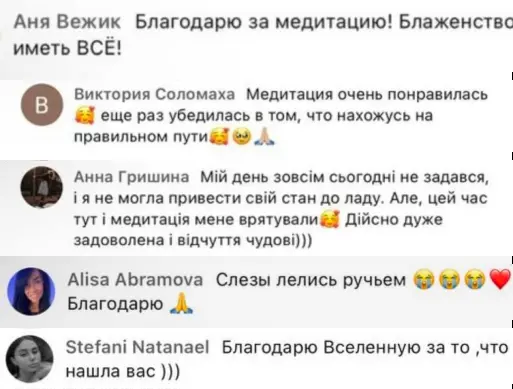 Аня Вежик Благодарю за медитацию! Блаженство
иметь ВСЁ!
В
Виктория Соломаха Медитация очень понравилась
🥰 еще раз убедилась в том, что нахожусь на
правильном пути🥰🥹🙏🏼
Анна Гришина Мій день зовсім сьогодні не задався,
і я не могла привести свій стан до ладу. Але, цей час
тут і медитація мене врятували🥰 Дійсно дуже
задоволена і відчуття чудові)))
Alisa Abramova Слезы лелись ручьем 😭😭😭❤️
Благодарю 🙏
Stefani Natanael Благодарю Вселенную за то ,что
нашла вас )))